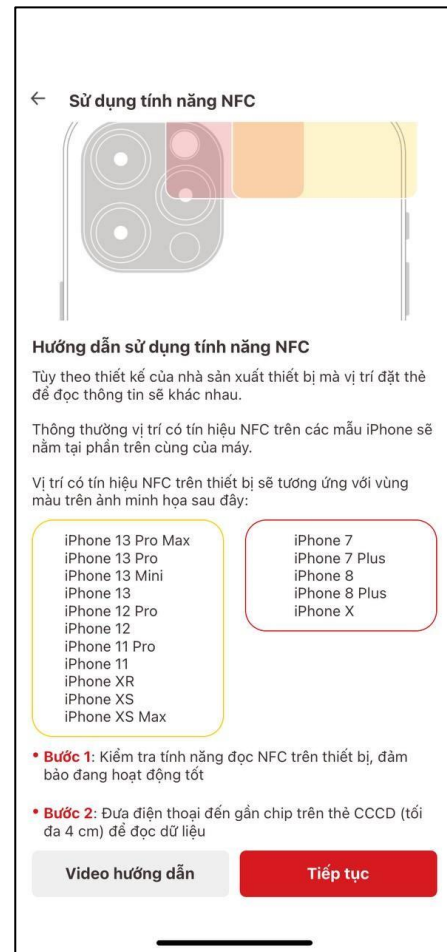 Sử dụng tính năng NFC
Hướng dẫn sử dụng tính năng NFC
Tùy theo thiết kế của nhà sản xuất thiết bị mà vị trí đặt thẻ
để đọc thông tin sẽ khác nhau.
Thông thường vị trí có tín hiệu NFC trên các mẫu iPhone sẽ
nằm tại phần trên cùng của máy.
Vị trí có tín hiệu NFC trên thiết bị sẽ tương ứng với vùng
màu trên ảnh minh họa sau đây:
iPhone 13 Pro Max
iPhone 13 Pro
iPhone 13 Mini
iPhone 13
iPhone 12 Pro
iPhone 12
iPhone 11 Pro
iPhone 11
iPhone XR
iPhone XS
iPhone XS Max
iPhone 7
iPhone 7 Plus
iPhone 8
iPhone 8 Plus
iPhone X
• Bước 1: Kiểm tra tính năng đọc NFC trên thiết bị, đảm
bảo đang hoạt động tốt
• Bước 2: Đưa điện thoại đến gần chip trên thẻ CCCD (tối
đa 4 cm) để đọc dữ liệu
Video hướng dẫn
Tiếp tục